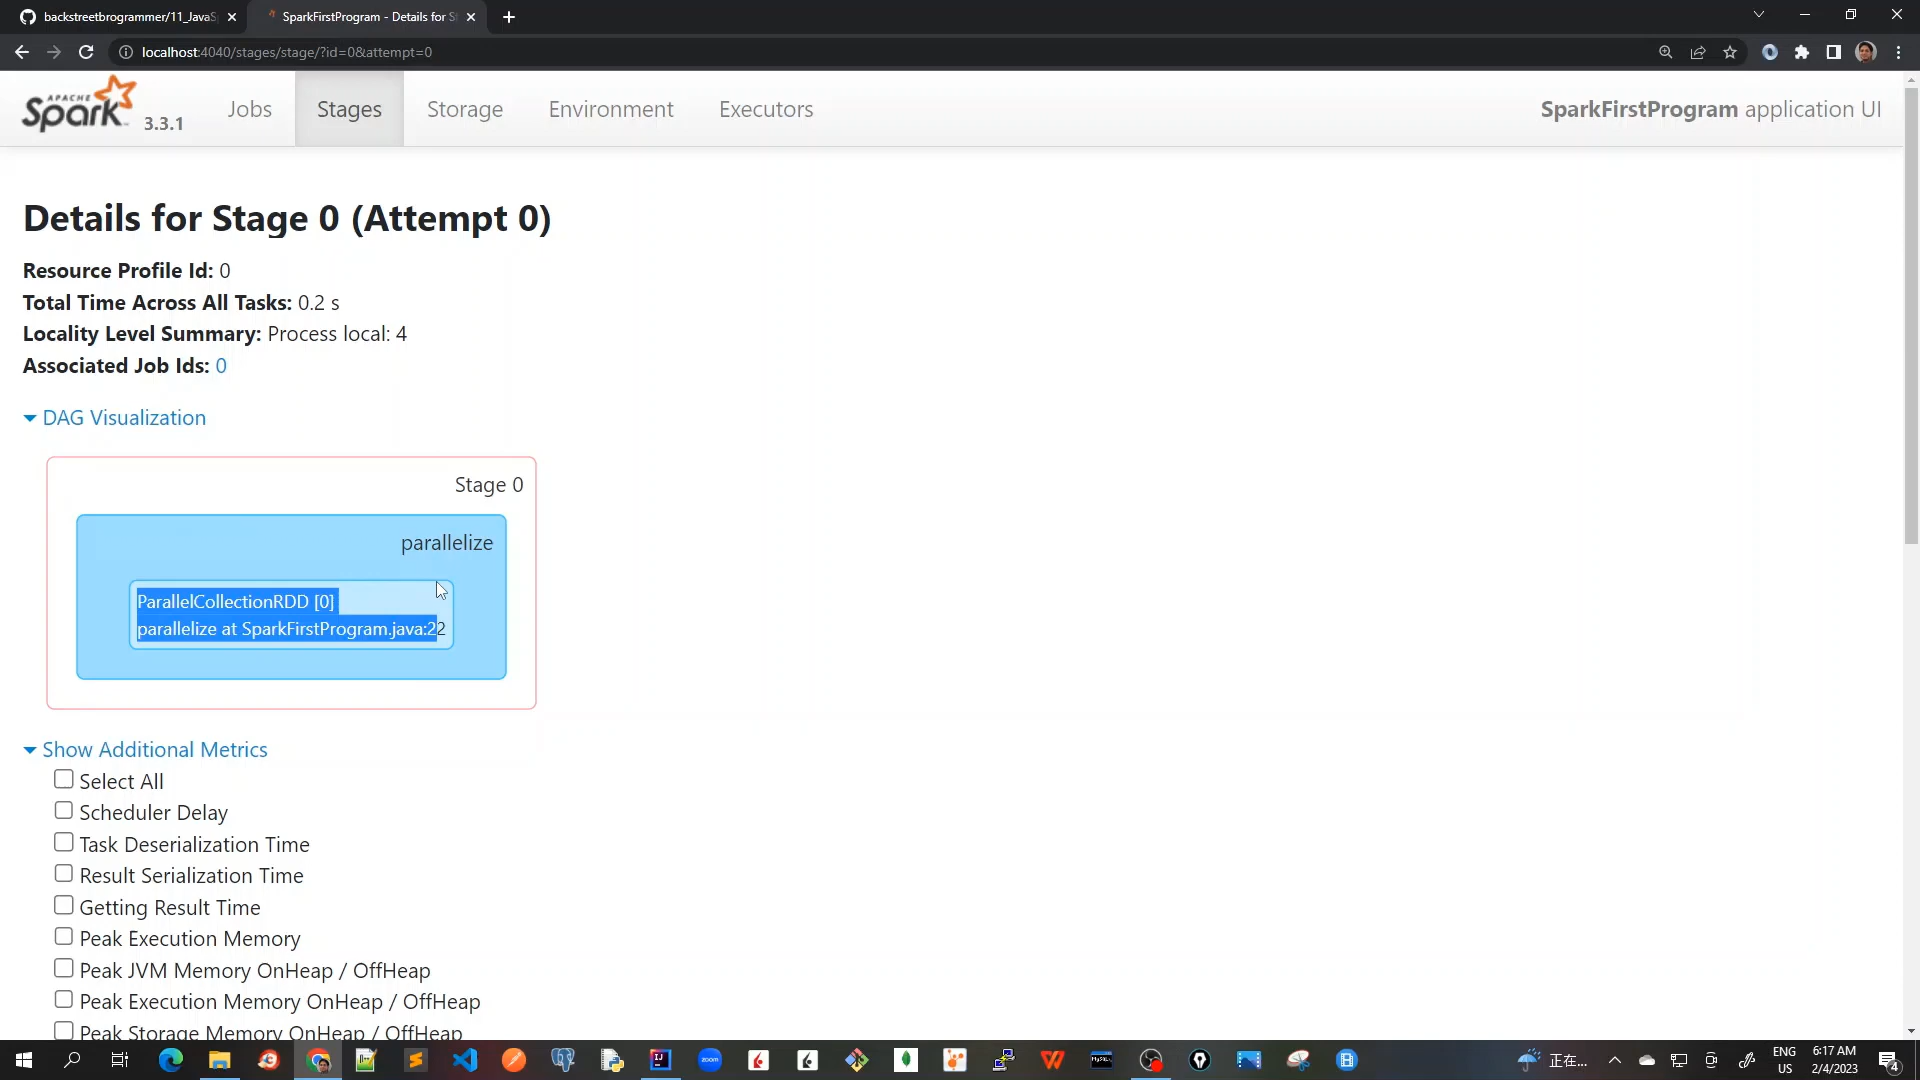 backstreetbrogrammer/11_JavaS
SparkFirstProgram - Details for S
localhost:4040/stages/stage/?id=0&attempt=0
APACHE
Spark 3.3.1
Jobs
Stages
Storage
Environment
Executors
SparkFirstProgram application UI
Details for Stage 0 (Attempt 0)
Resource Profile Id: 0
Total Time Across All Tasks: 0.2 s
Locality Level Summary: Process local: 4
Associated Job Ids: 0
DAG Visualization
Stage 0
parallelize
ParallelCollectionRDD [0]
parallelize at SparkFirstProgram.java:22
Show Additional Metrics
Select All
Scheduler Delay
Task Deserialization Time
Result Serialization Time
Getting Result Time
Peak Execution Memory
Peak JVM Memory OnHeap / OffHeap
Peak Execution Memory OnHeap / OffHeap
Peak Storage Memory OnHeap / OffHeap
zoom
正在...
ENG
US
6:17 AM
2/4/2023
4